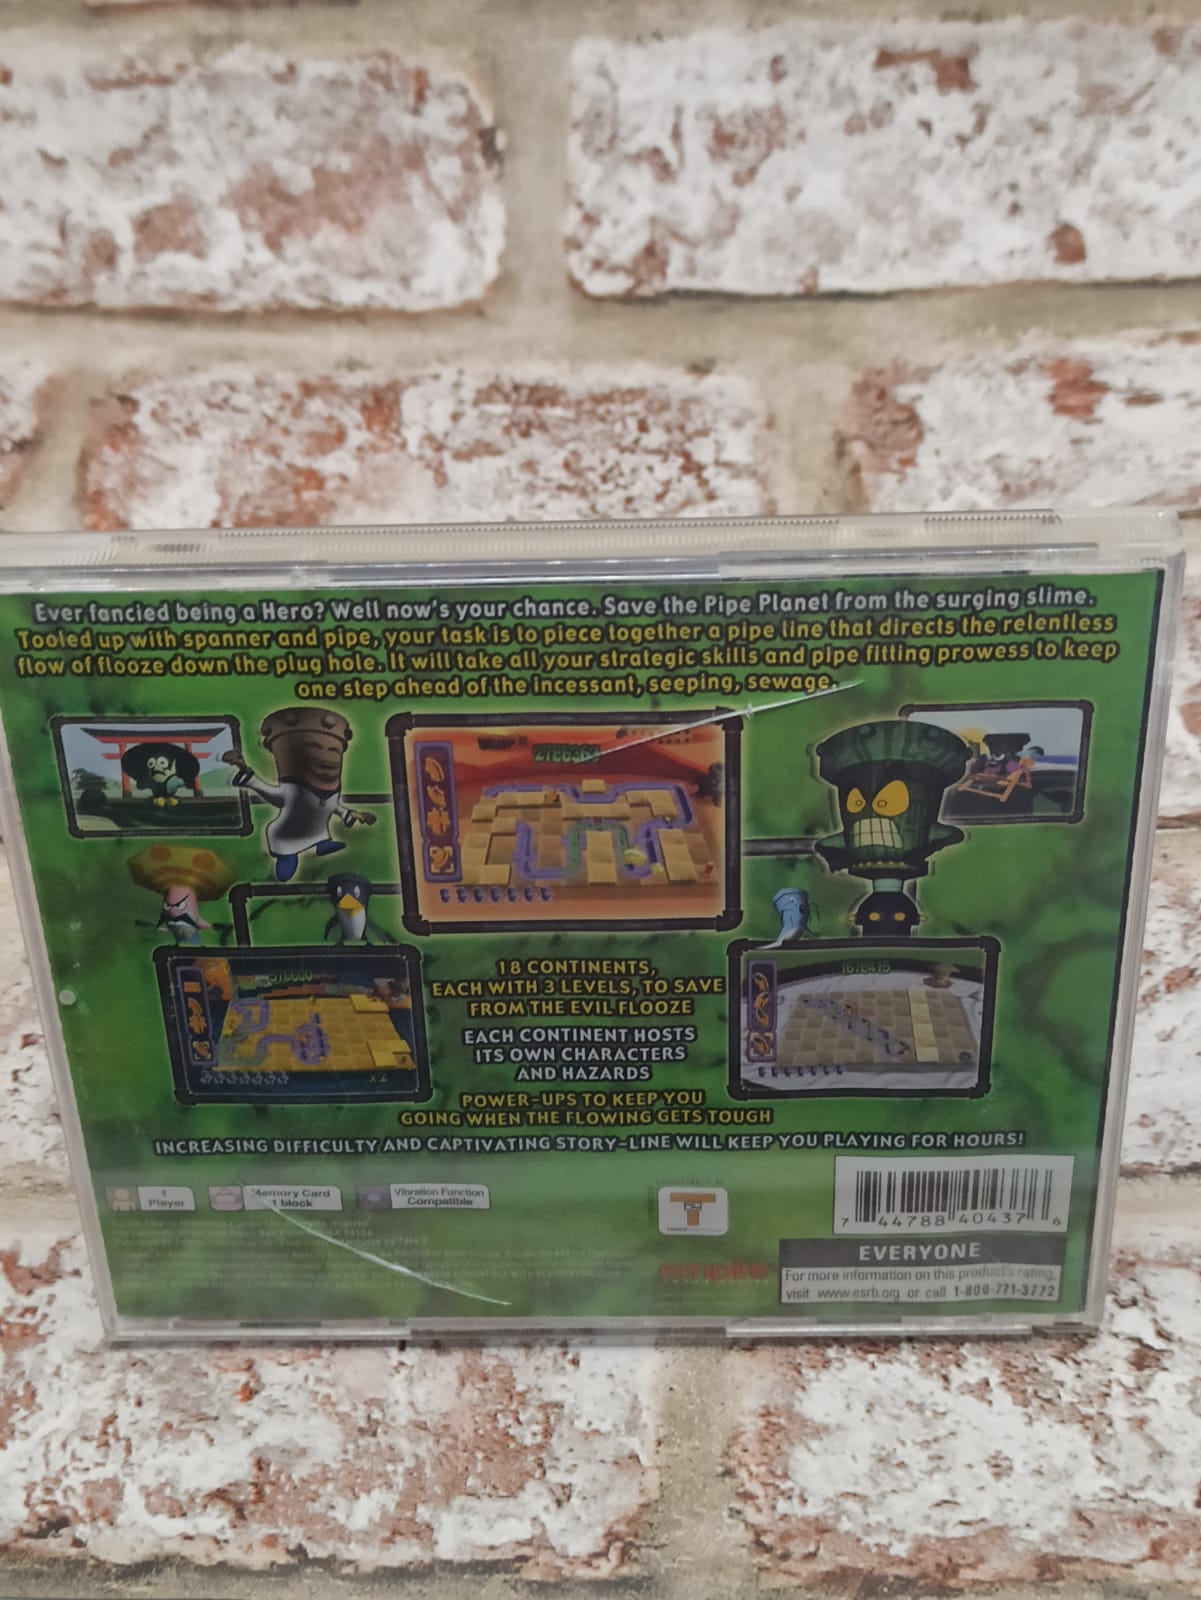 Ever fancied being a Hero? Well now's your chance. Save the Pipe Planet from the surging slime.
Tooled up with spanner and pipe, your task is to piece together a pipe line that directs the relentless
flow of flooze down the plug hole. It will take all your strategic skills and pipe fitting prowess to keep
one step ahead of the incessant, seeping, sewage.
2786363
578600
1678415
x2
18 CONTINENTS,
EACH WITH 3 LEVELS, TO SAVE
FROM THE EVIL FLOOZE
EACH CONTINENT HOSTS
ITS OWN CHARACTERS
AND HAZARDS
POWER-UPS TO KEEP YOU
GOING WHEN THE FLOWING GETS TOUGH
INCREASING DIFFICULTY AND CAPTIVATING STORY-LINE WILL KEEP YOU PLAYING FOR HOURS!
1
Player
Memory Card
1 block
Vibration Function
Compatible
empire
7 44788 40437 6
EVERYONE
For more information on this product's rating,
visit www.esrb.org or call 1-800-771-3772